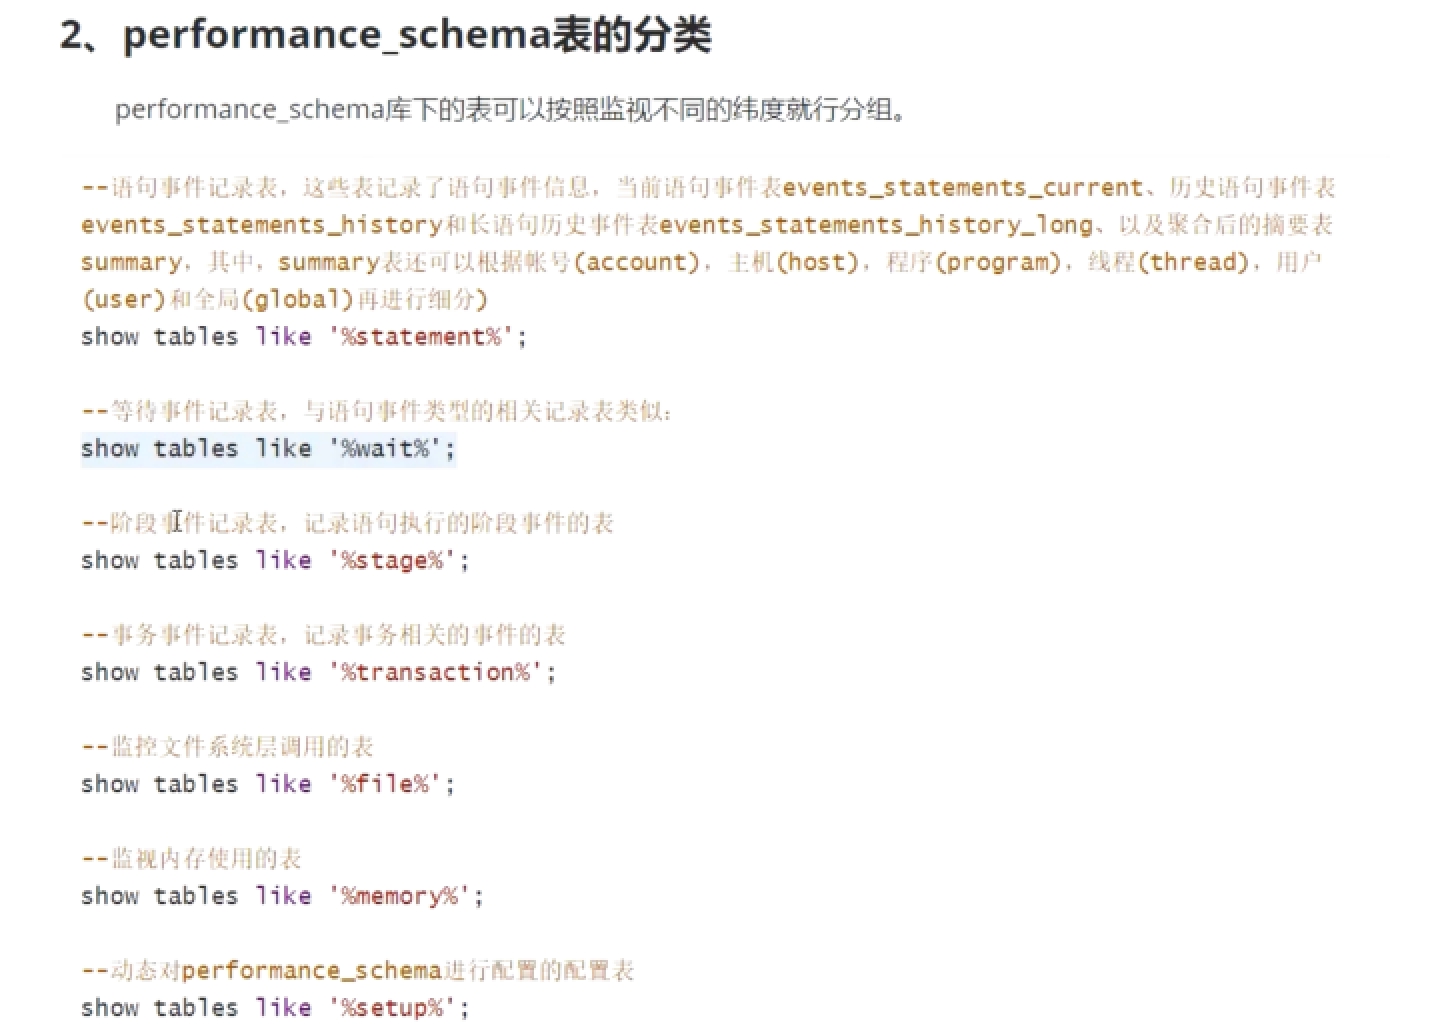 2、performance_schema表的分类
performance_schema库下的表可以按照监视不同的纬度就行分组。
--语句事件记录表，这些表记录了语句事件信息，当前语句事件表events_statements_current、历史语句事件表
events_statements_history和长语句历史事件表events_statements_history_long、以及聚合后的摘要表
summary，其中，summary表还可以根据帐号(account)，主机(host)，程序(program)，线程(thread)，用户
(user)和全局(global)再进行细分)
show tables like '%statement%';
--等待事件记录表，与语句事件类型的相关记录表类似：
show tables like '%wait%';
--阶段事件记录表，记录语句执行的阶段事件的表
show tables like '%stage%';
--事务事件记录表，记录事务相关的事件的表
show tables like '%transaction%';
--监控文件系统层调用的表
show tables like '%file%';
--监视内存使用的表
show tables like '%memory%';
--动态对performance_schema进行配置的配置表
show tables like '%setup%';